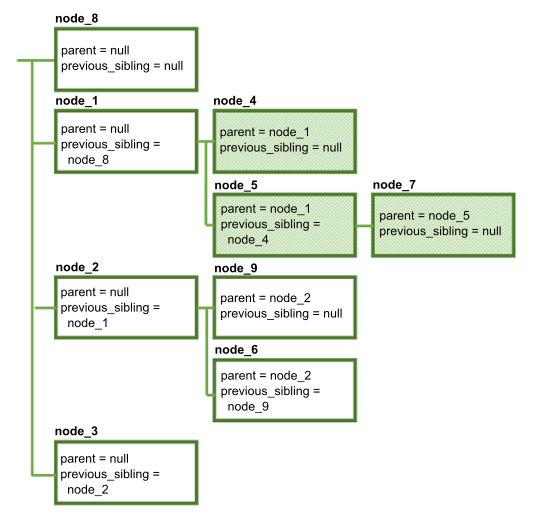 node_8
parent = null
previous_sibling = null
node_1
parent = null
previous_sibling =
node_8
node_4
parent = node_1
previous_sibling = null
node_5
parent = node_1
previous_sibling =
node_4
node_7
parent = node_5
previous_sibling = null
node_2
parent = null
previous_sibling =
node_1
node_9
parent = node_2
previous_sibling = null
node_6
parent = node_2
previous_sibling =
node_9
node_3
parent = null
previous_sibling =
node_2